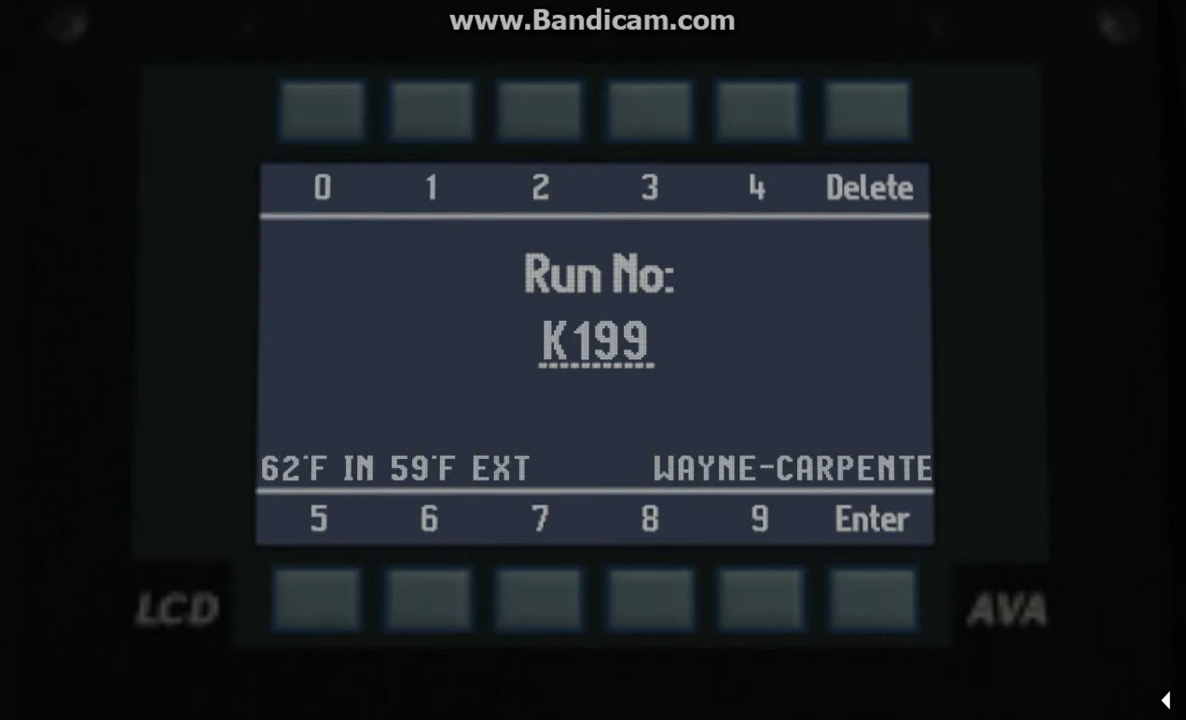 www.Bandicam.com
0 1 2 3 4 Delete
Run No:
K199
62°F IN 59°F EXT WAYNE-CARPENTE
5 6 7 8 9 Enter
LCD AVA